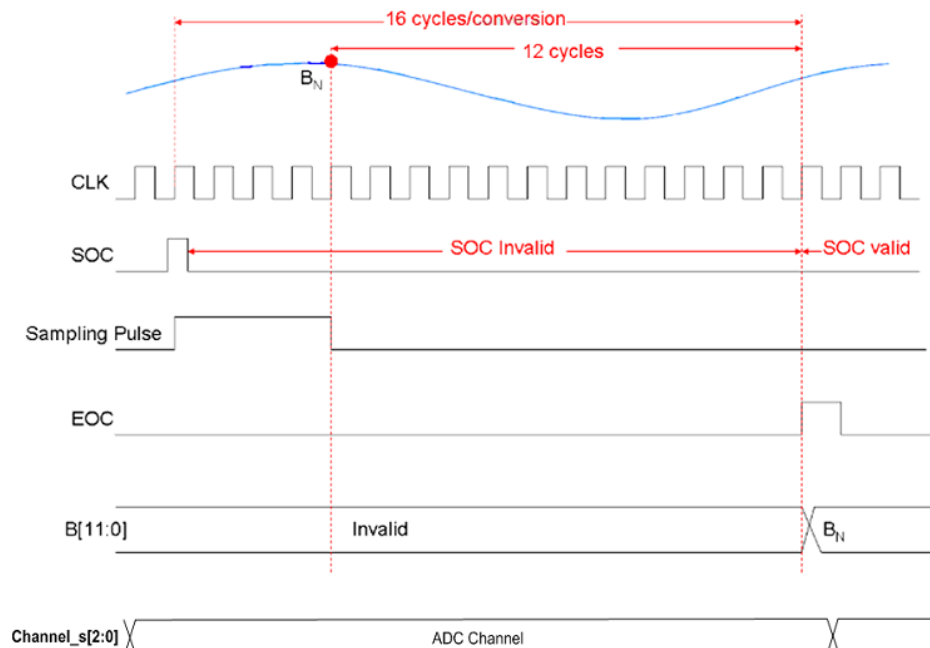 16 cycles/conversion
12 cycles
BN
CLK
SOC
SOC Invalid
SOC valid
Sampling Pulse
EOC
B[11:0]
Invalid
BN
Channel_s[2:0]
ADC Channel